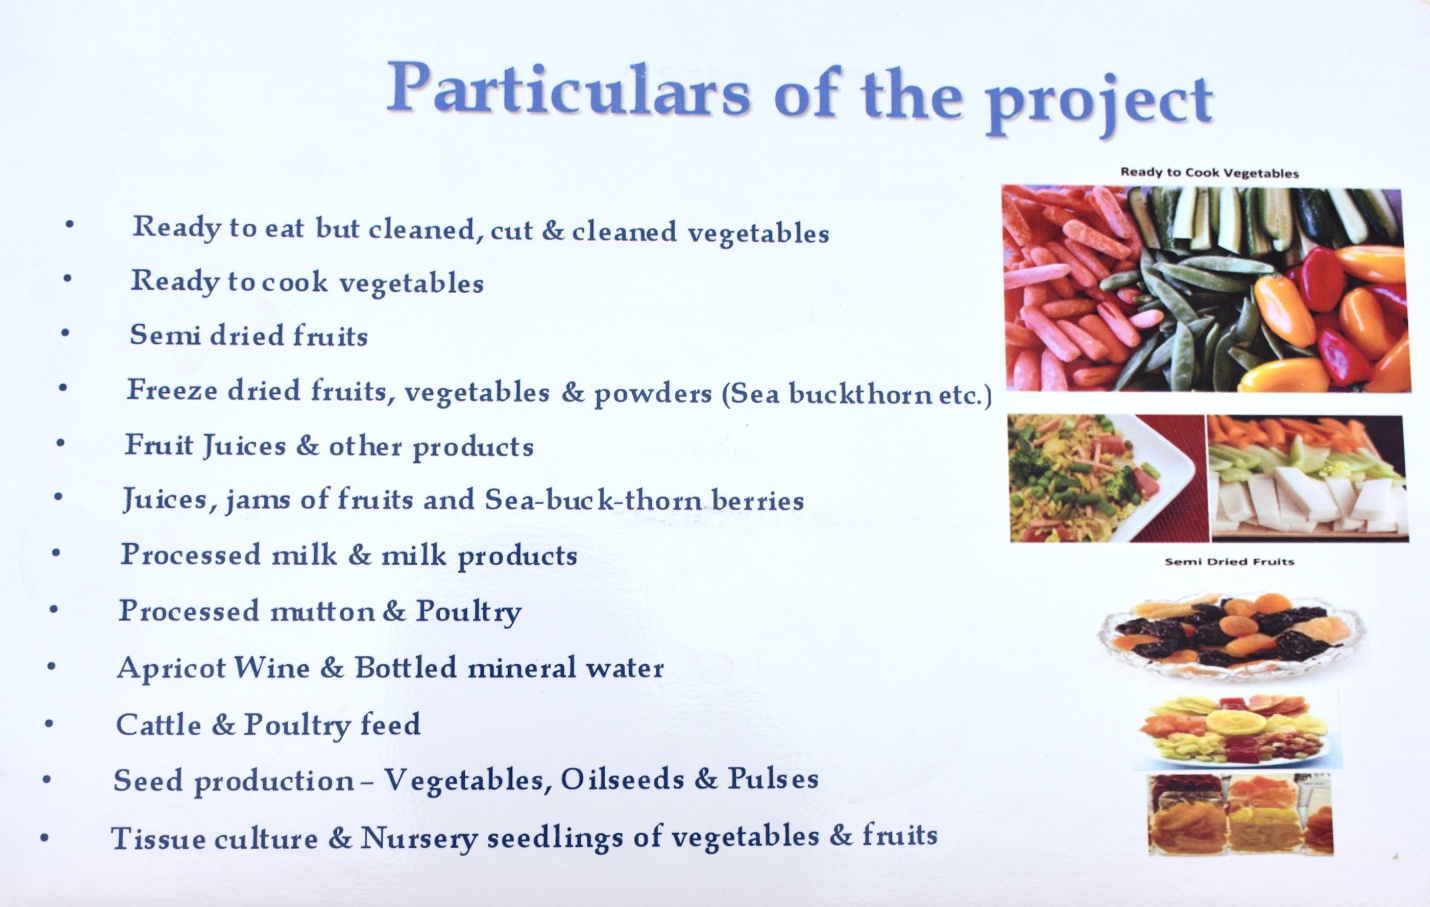 Particulars of the project
Ready to Cook Vegetables
• Ready to eat but cleaned, cut & cleaned vegetables
• Ready to cook vegetables
• Semi dried fruits
• Freeze dried fruits, vegetables & powders (Sea buckthorn etc.)
• Fruit Juices & other products
• Juices, jams of fruits and Sea-buck-thorn berries
• Processed milk & milk products
• Processed mutton & Poultry
• Apricot Wine & Bottled mineral water
• Cattle & Poultry feed
• Seed production – Vegetables, Oilseeds & Pulses
• Tissue culture & Nursery seedlings of vegetables & fruits
Semi Dried Fruits